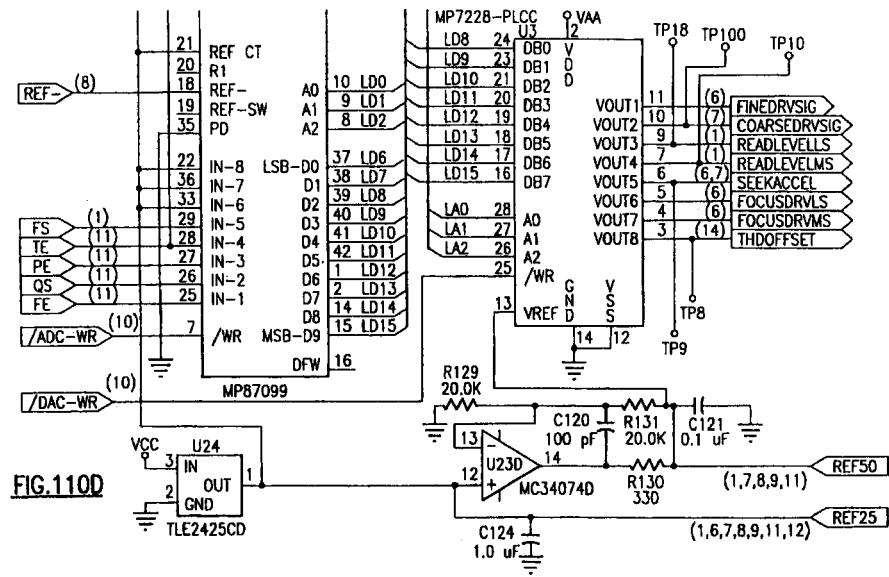 MP7228-PLCC
U3
VAA
2
TP18
TP100
TP10
21 REF CT
20 R1
REF- (8) 18 REF-
19 REF-SW
35 PD
A0 10 LD0
A1 9 LD1
A2 8 LD2
22 IN-8
36 IN-7
33 IN-6
FS (1) 29 IN-5
TE (11) 28 IN-4
PE (11) 27 IN-3
QS (11) 26 IN-2
FE (11) 25 IN-1
/ADC-WR (10) 7 /WR
LSB-D0 37 LD6
D1 38 LD7
D2 39 LD8
D3 40 LD9
D4 41 LD10
D5 42 LD11
D6 1 LD12
D7 2 LD13
D8 14 LD14
MSB-D9 15 LD15
DFW 16
MP87099
/DAC-WR (10)
LD8 24 DB0
LD9 23 DB1
LD10 21 DB2
LD11 20 DB3
LD12 19 DB4
LD13 18 DB5
LD14 17 DB6
LD15 16 DB7
LA0 28 A0
LA1 27 A1
LA2 26 A2
25 /WR
13 VREF
VDD
GND
VSS
14
12
VOUT1 11 (6) FINEDRVSIG
VOUT2 10 (7) COARSEDRVSIG
VOUT3 9 (1) READLEVELLS
VOUT4 7 (1) READLEVELMS
VOUT5 6 (6,7) SEEKACCEL
VOUT6 5 (6) FOCUSDRVLS
VOUT7 4 (6) FOCUSDRVMS
VOUT8 3 (14) THDOFFSET
TP8
TP9
R129
20.0K
C120
100 pF
R131
20.0K
C121
0.1 uF
13 -
12 +
U23D
14
MC34074D
R130
330
REF50
(1,7,8,9,11)
REF25
(1,6,7,8,9,11,12)
C124
1.0 uF
VCC
U24
3 IN
OUT 1
2 GND
TLE2425CD
FIG.110D